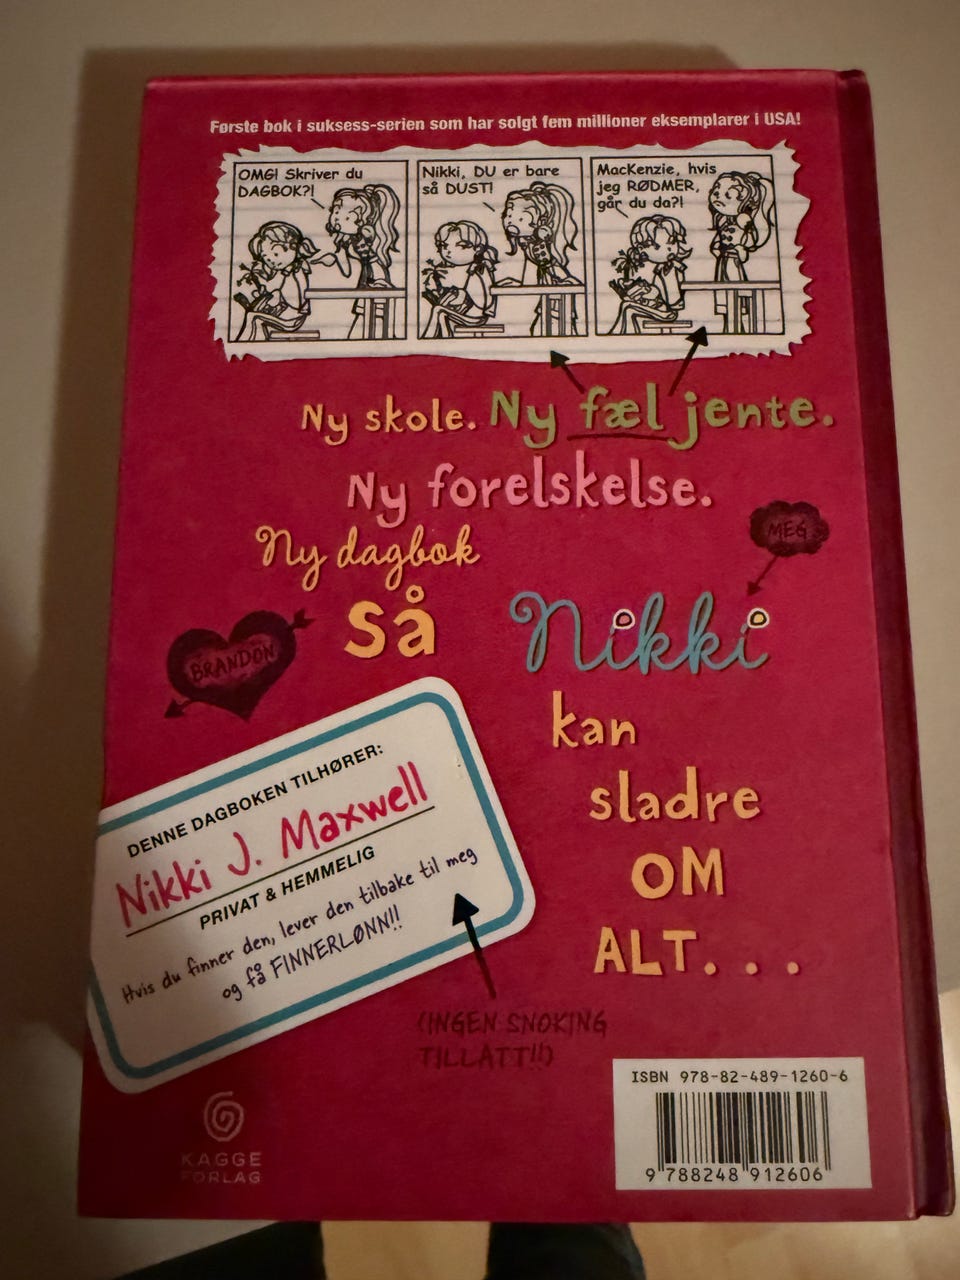 Første bok i suksess-serien som har solgt fem millioner eksemplarer i USA!
OMG! Skriver du
DAGBOK?!
Nikki, DU er bare
så DUST!
MacKenzie, hvis
jeg RØDMER,
går du da?!
Ny skole. Ny fæl jente.
Ny forelskelse.
Ny dagbok
så
MEG
Nikki
BRANDON
kan
sladre
OM
ALT. . .
DENNE DAGBOKEN TILHØRER:
Nikki J. Maxwell
PRIVAT & HEMMELIG
Hvis du finner den, lever den tilbake til meg
og få FINNERLØNN!!
(INGEN SNOKING
TILLATT!!)
KAGGE
FORLAG
ISBN 978-82-489-1260-6
9 788248 912606